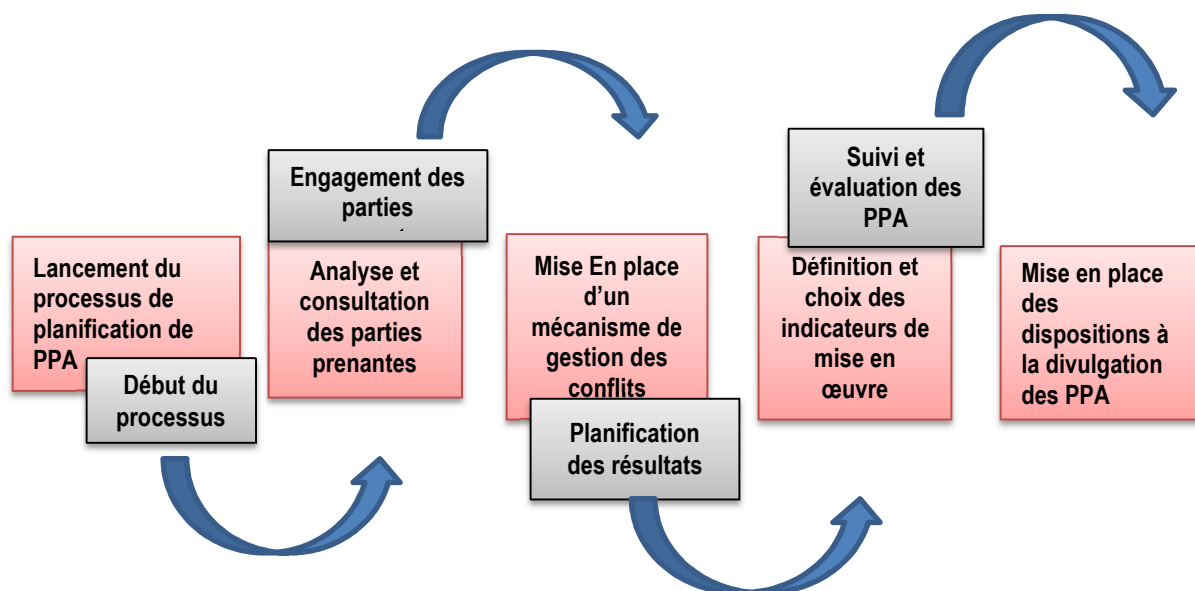 Lancement du
processus de
planification de
PPA
Début du
processus
Engagement des
parties
Analyse et
consultation
des parties
prenantes
Mise En place
d'un
mécanisme de
gestion des
conflits
Planification
des résultats
Suivi et
évaluation des
PPA
Définition et
choix des
indicateurs de
mise en
œuvre
Mise en place
des
dispositions à
la divulgation
des PPA